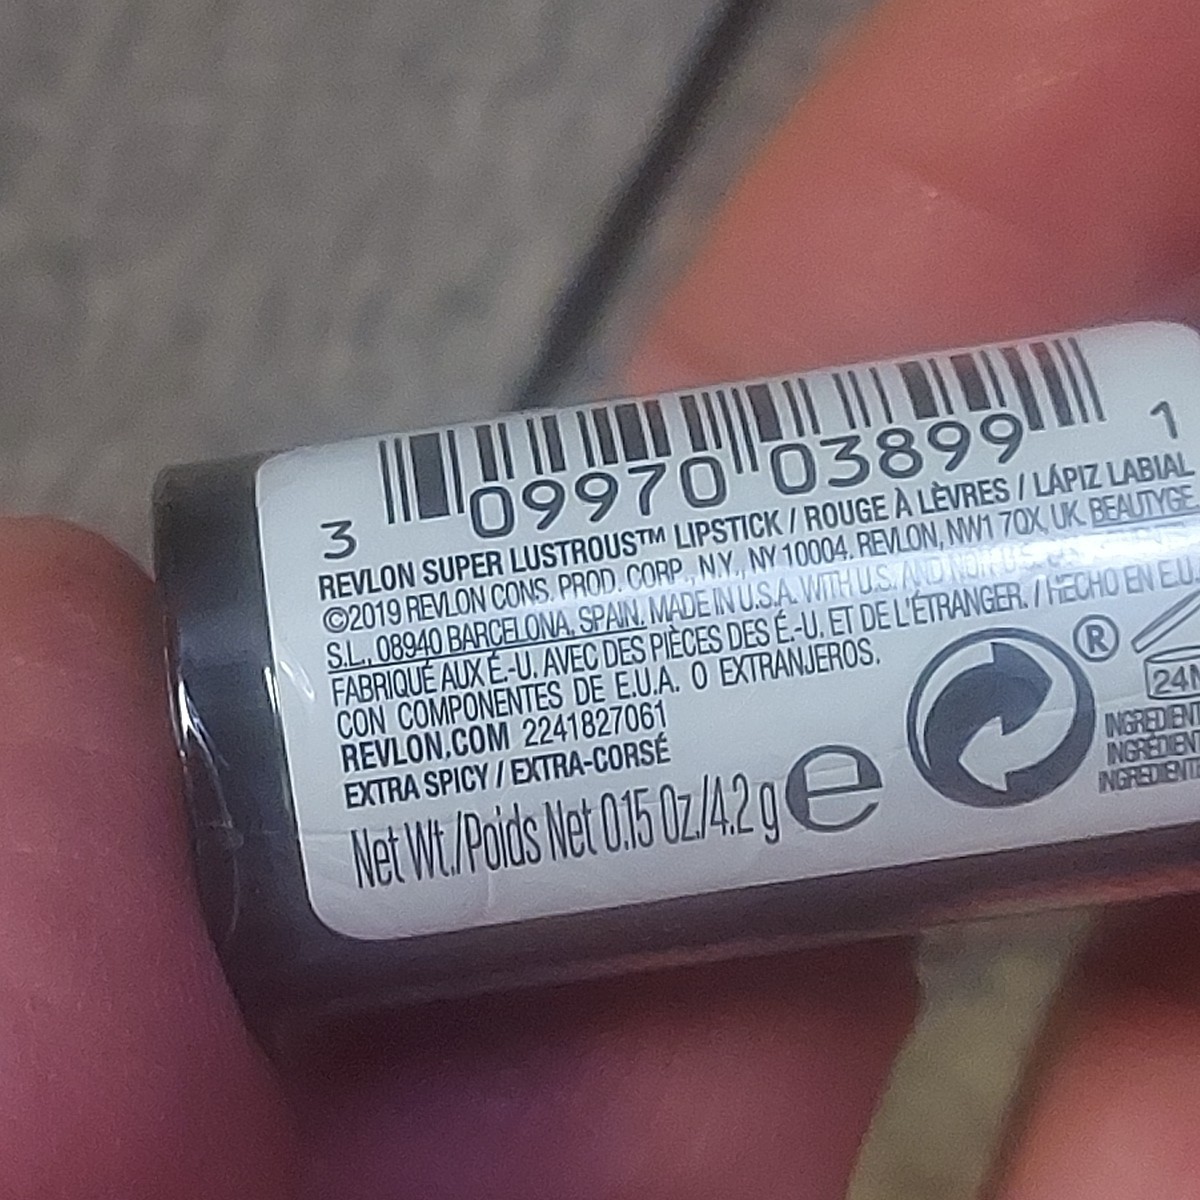 3 09970 03899 1
REVLON SUPER LUSTROUS™ LIPSTICK / ROUGE À LÈVRES / LÁPIZ LABIAL
©2019 REVLON CONS. PROD. CORP., N.Y., NY 10004. REVLON, NW1 7QX, UK. BEAUTYGE
S.L., 08940 BARCELONA, SPAIN. MADE IN U.S.A. WITH U.S. AND NON U.S.
FABRIQUÉ AUX É.-U. AVEC DES PIÈCES DES É.-U. ET DE L'ÉTRANGER. / HECHO EN E.U.
CON COMPONENTES DE E.U.A. O EXTRANJEROS.
REVLON.COM 2241827061
EXTRA SPICY / EXTRA-CORSÉ
Net Wt./Poids Net 0.15 Oz./4.2 g e
®
24M